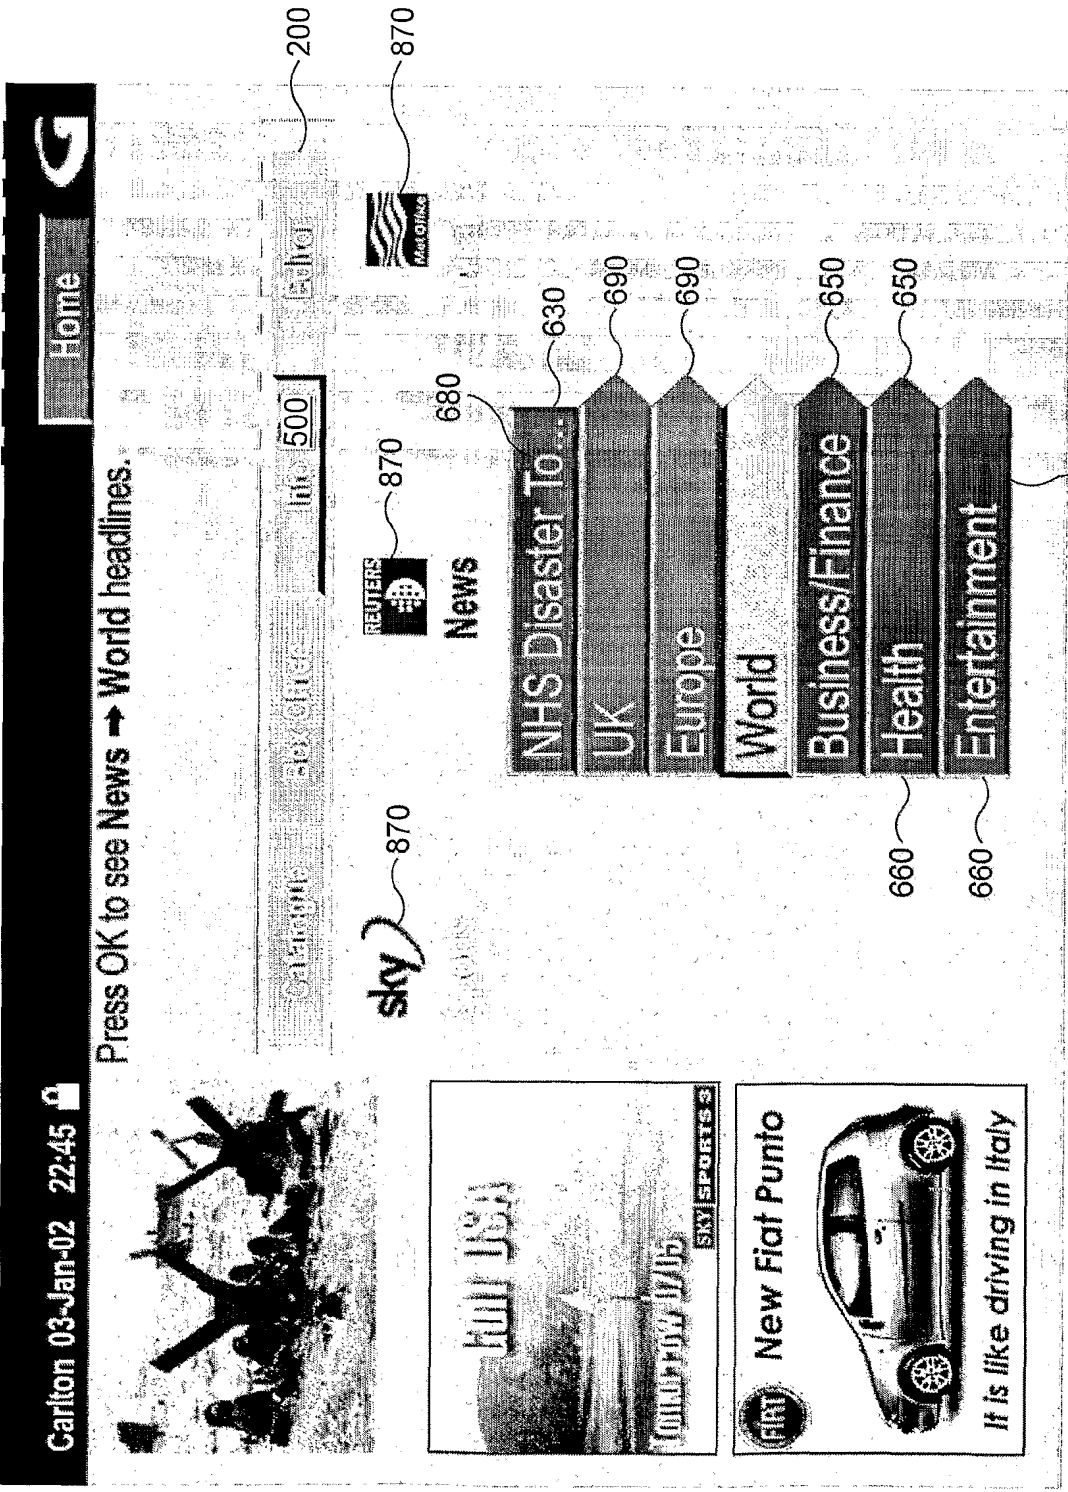 Carlton 03-Jan-02 22:45
Home
G
Press OK to see News ➡ World headlines.
Catalogue
Box Office
Info 500
200
sky
870
REUTERS
870
Met Office
870
News
680
NHS Disaster To....
630
UK
690
Europe
690
World
Business/Finance
650
Health
650
660
Entertainment
660
Golf USA
Tomorrow
SKY SPORTS 3
FIAT
New Fiat Punto
It is like driving in Italy